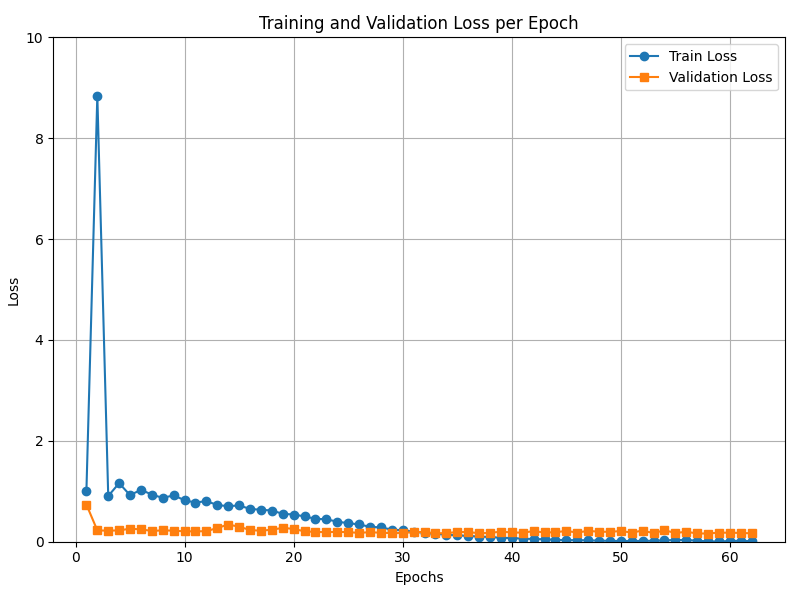 Training and Validation Loss per Epoch
Train Loss
Validation Loss
Loss
10
8
6
4
2
0
0 10 20 30 40 50 60
Epochs